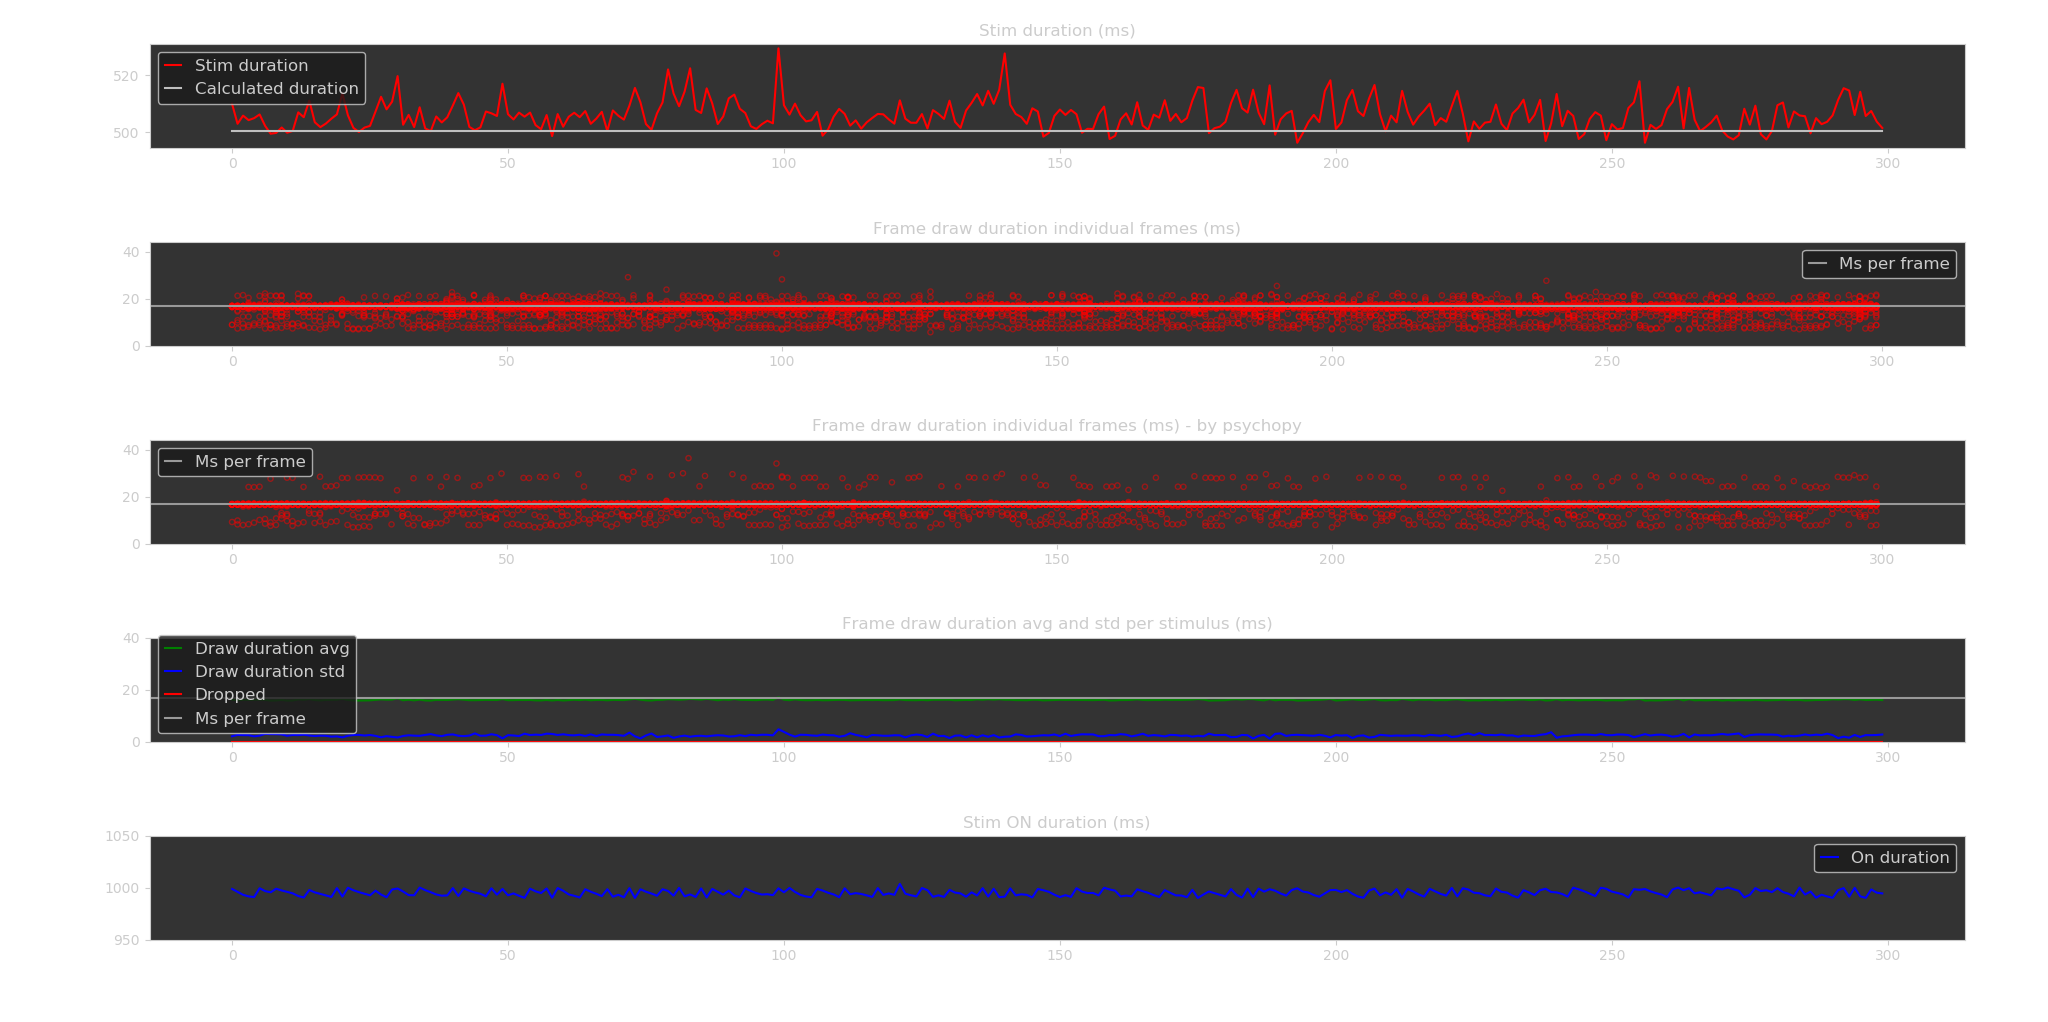 Stim duration (ms)
Stim duration
Calculated duration
520
500
0 50 100 150 200 250 300
Frame draw duration individual frames (ms)
Ms per frame
40
20
0
0 50 100 150 200 250 300
Frame draw duration individual frames (ms) - by psychopy
Ms per frame
40
20
0
0 50 100 150 200 250 300
Frame draw duration avg and std per stimulus (ms)
Draw duration avg
Draw duration std
Dropped
Ms per frame
40
20
0
0 50 100 150 200 250 300
Stim ON duration (ms)
On duration
1050
1000
950
0 50 100 150 200 250 300